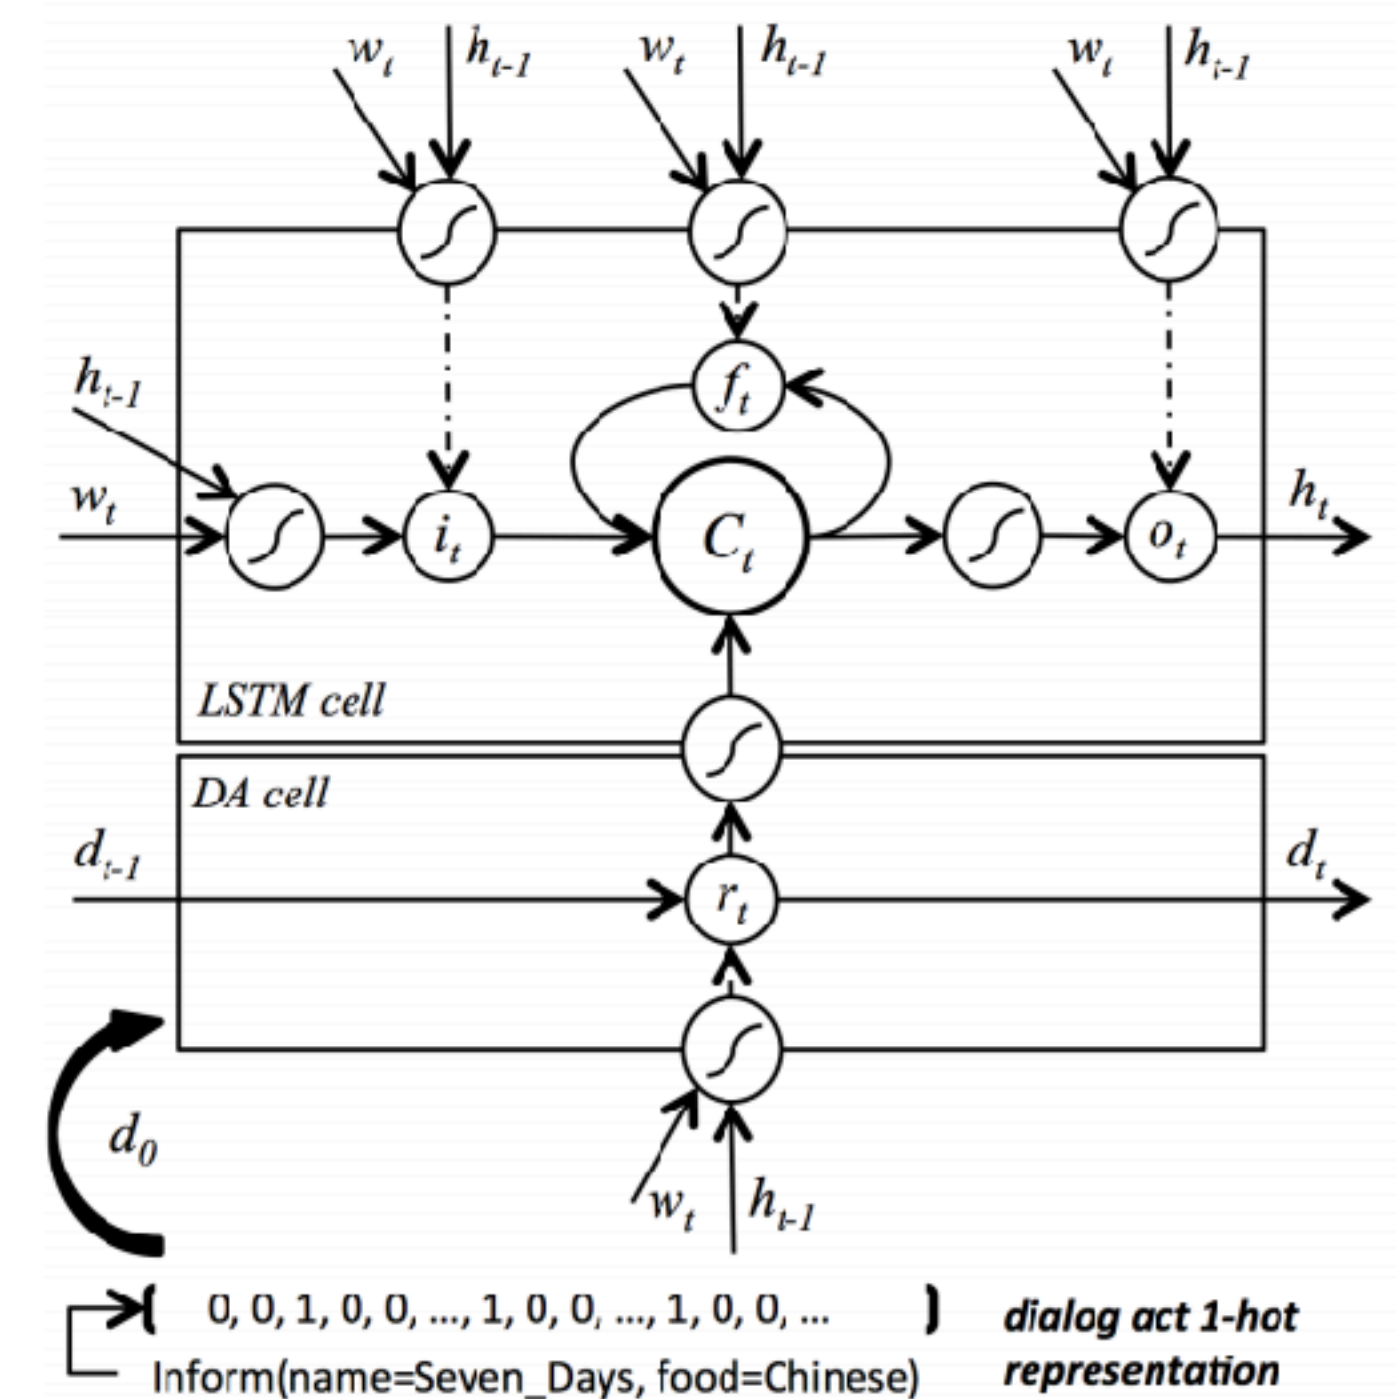 w_t h_t-1 w_t h_t-1 w_t h_t-1
f_t
h_t-1
w_t
i_t C_t o_t h_t
LSTM cell
DA cell
d_t-1 r_t d_t
d_0
w_t h_t-1
( 0, 0, 1, 0, 0, ..., 1, 0, 0, ..., 1, 0, 0, ... )
dialog act 1-hot
representation
Inform(name=Seven_Days, food=Chinese)